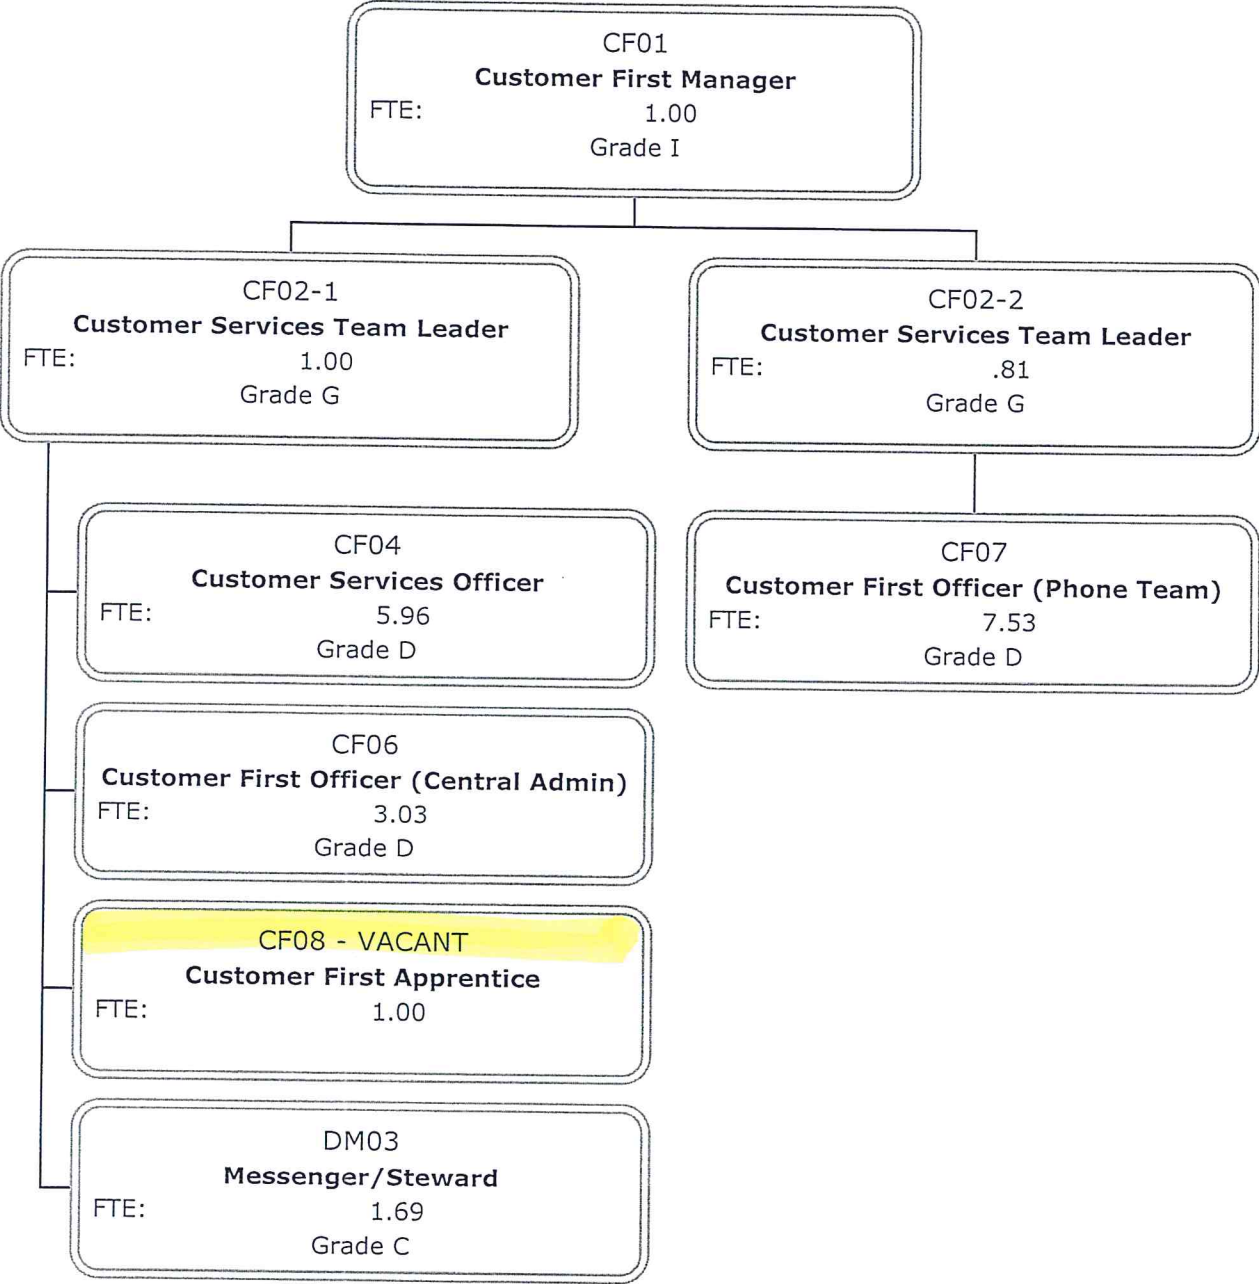 CF01
Customer First Manager
FTE: 1.00
Grade I
CF02-1
Customer Services Team Leader
FTE: 1.00
Grade G
CF02-2
Customer Services Team Leader
FTE: .81
Grade G
CF04
Customer Services Officer
FTE: 5.96
Grade D
CF06
Customer First Officer (Central Admin)
FTE: 3.03
Grade D
CF08 - VACANT
Customer First Apprentice
FTE: 1.00
DM03
Messenger/Steward
FTE: 1.69
Grade C
CF07
Customer First Officer (Phone Team)
FTE: 7.53
Grade D